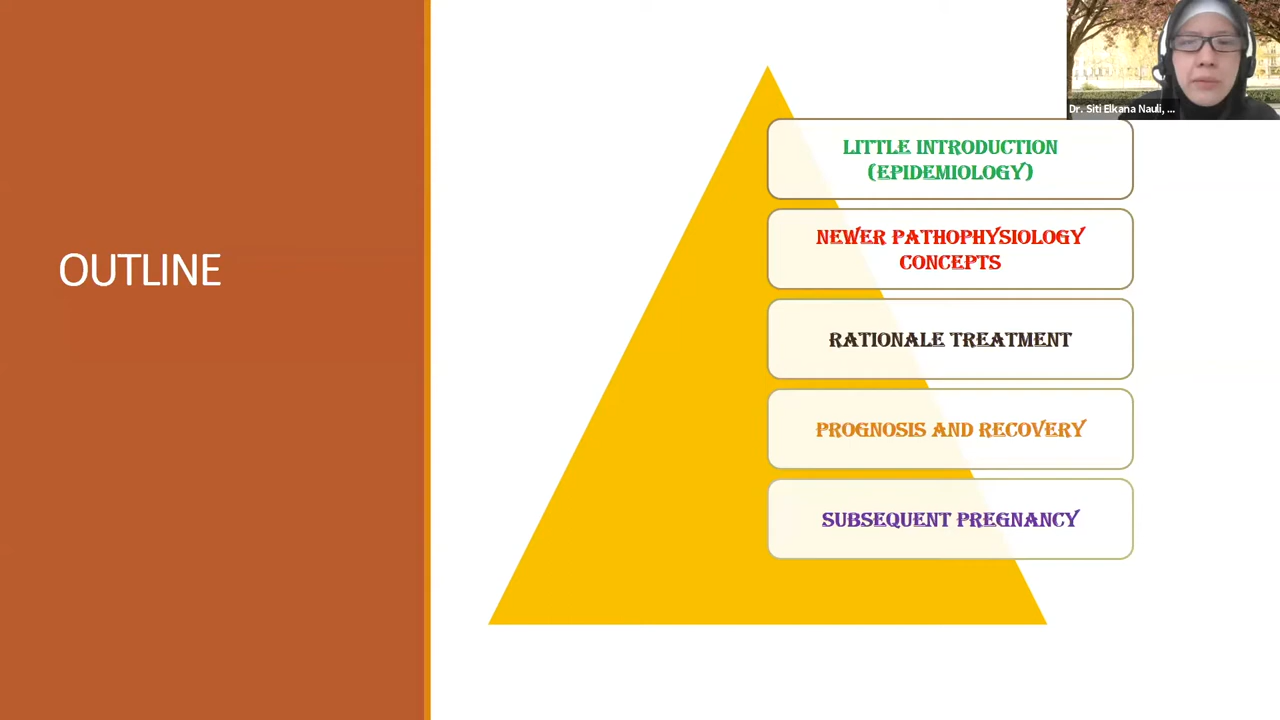 Dr. Siti Elkana Nauli, ...
OUTLINE
LITTLE INTRODUCTION
(EPIDEMIOLOGY)
NEWER PATHOPHYSIOLOGY
CONCEPTS
RATIONALE TREATMENT
PROGNOSIS AND RECOVERY
SUBSEQUENT PREGNANCY